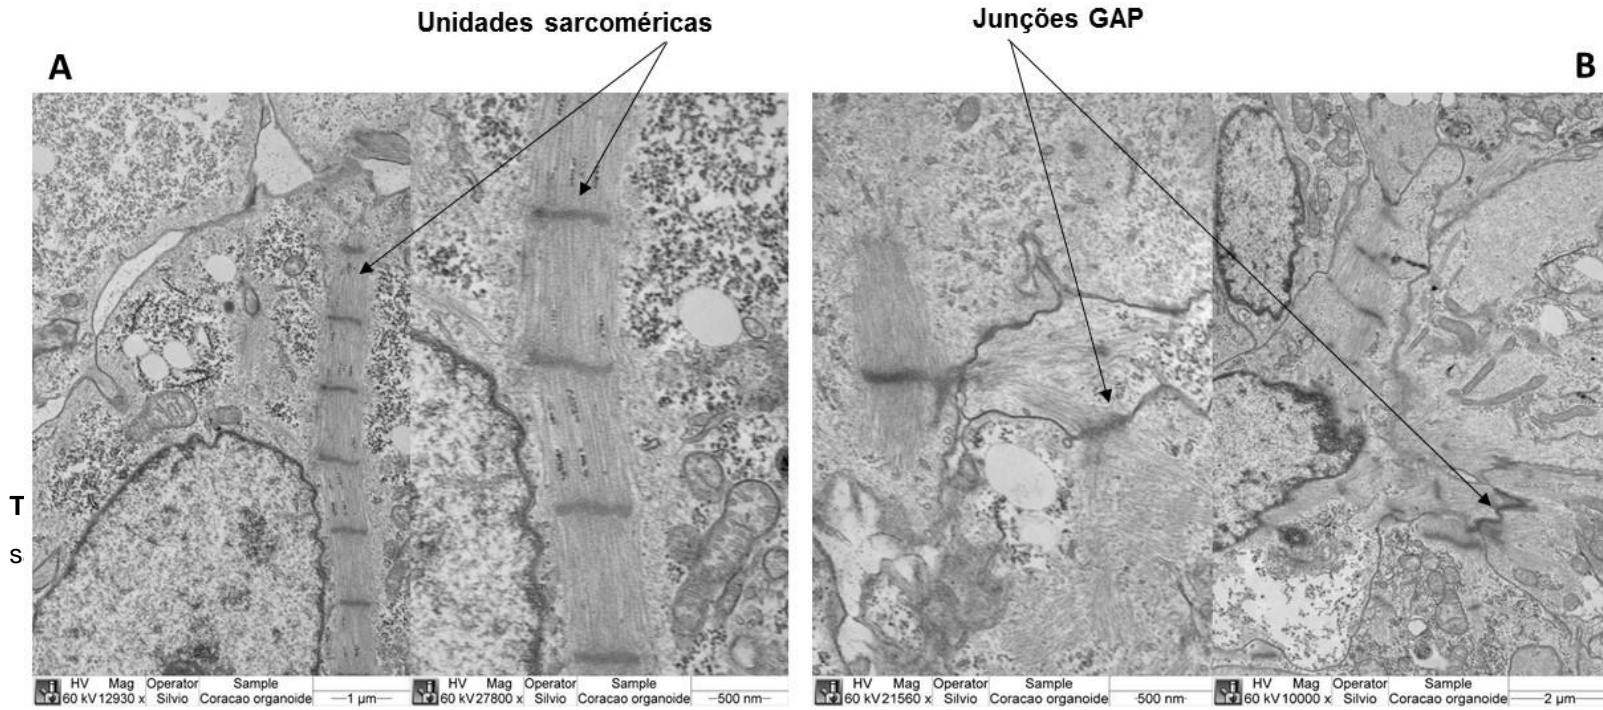 Unidades sarcoméricas
Junções GAP
A
B
T
s
HV Mag Operator Sample
60 kV 12930 x Silvio Coracao organoide 1 µm
HV Mag Operator Sample
60 kV 27800 x Silvio Coracao organoide 500 nm
HV Mag Operator Sample
60 kV 21560 x Silvio Coracao organoide 500 nm
HV Mag Operator Sample
60 kV 10000 x Silvio Coracao organoide 2 µm